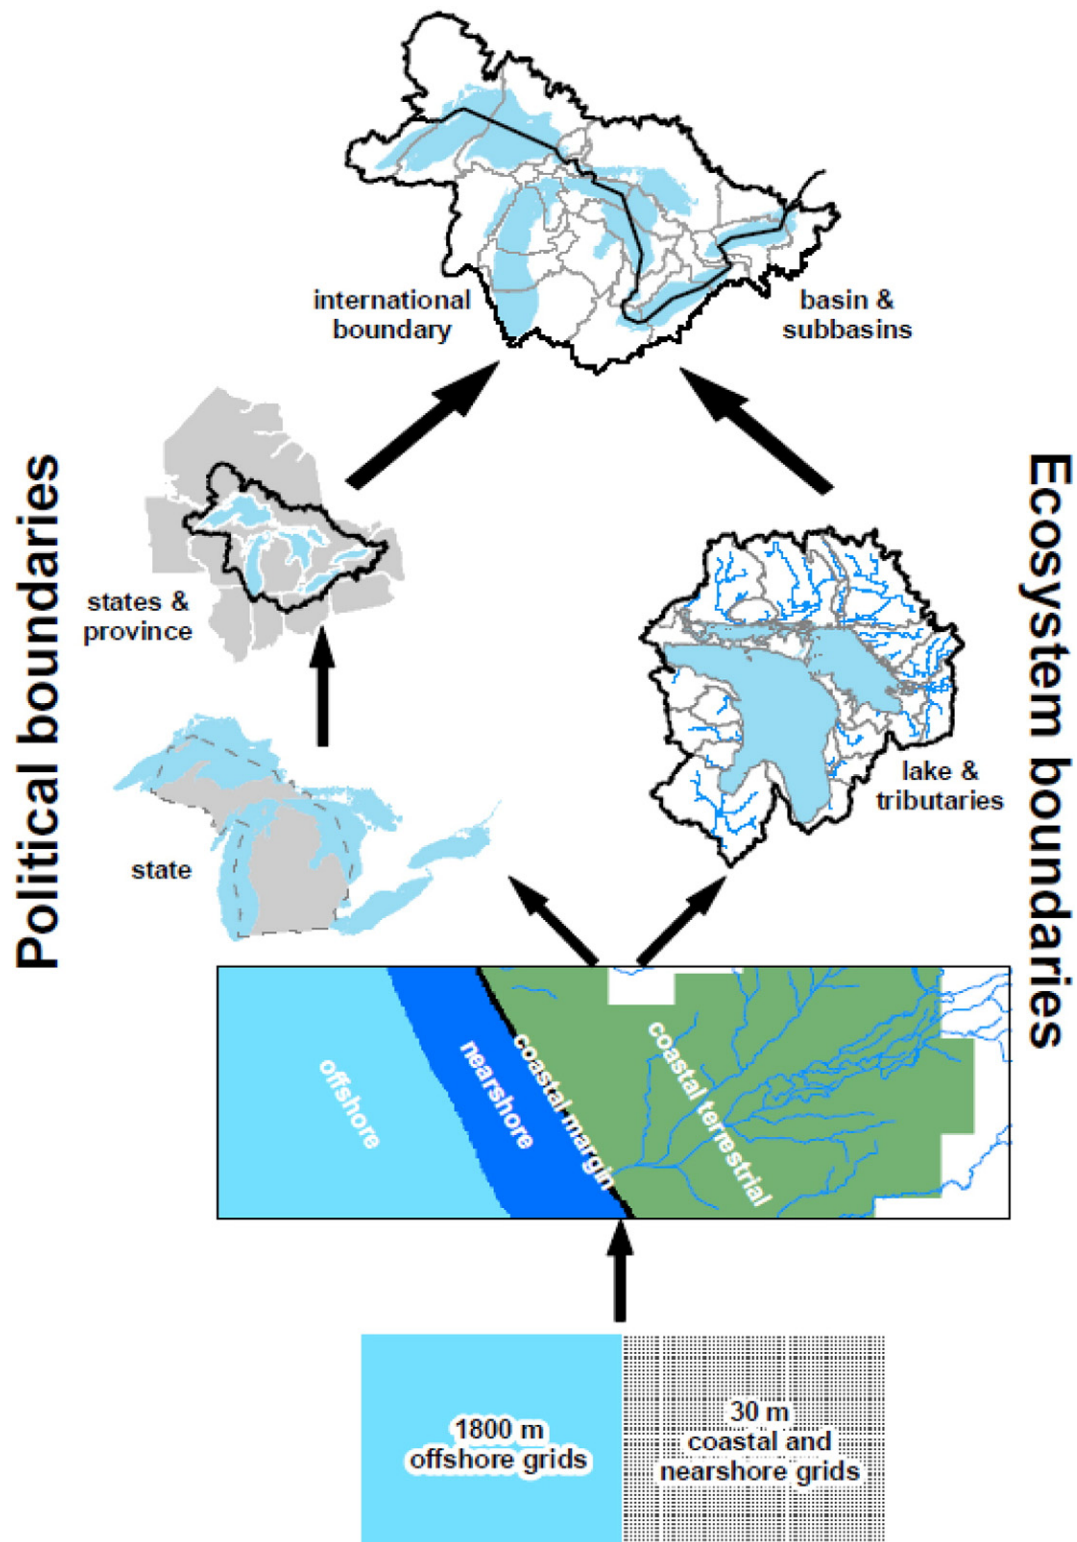 international
boundary
basin &
subbasins
Political boundaries
Ecosystem boundaries
states &
province
lake &
tributaries
state
offshore
nearshore
coastal margin
coastal terrestrial
1800 m
offshore grids
30 m
coastal and
nearshore grids